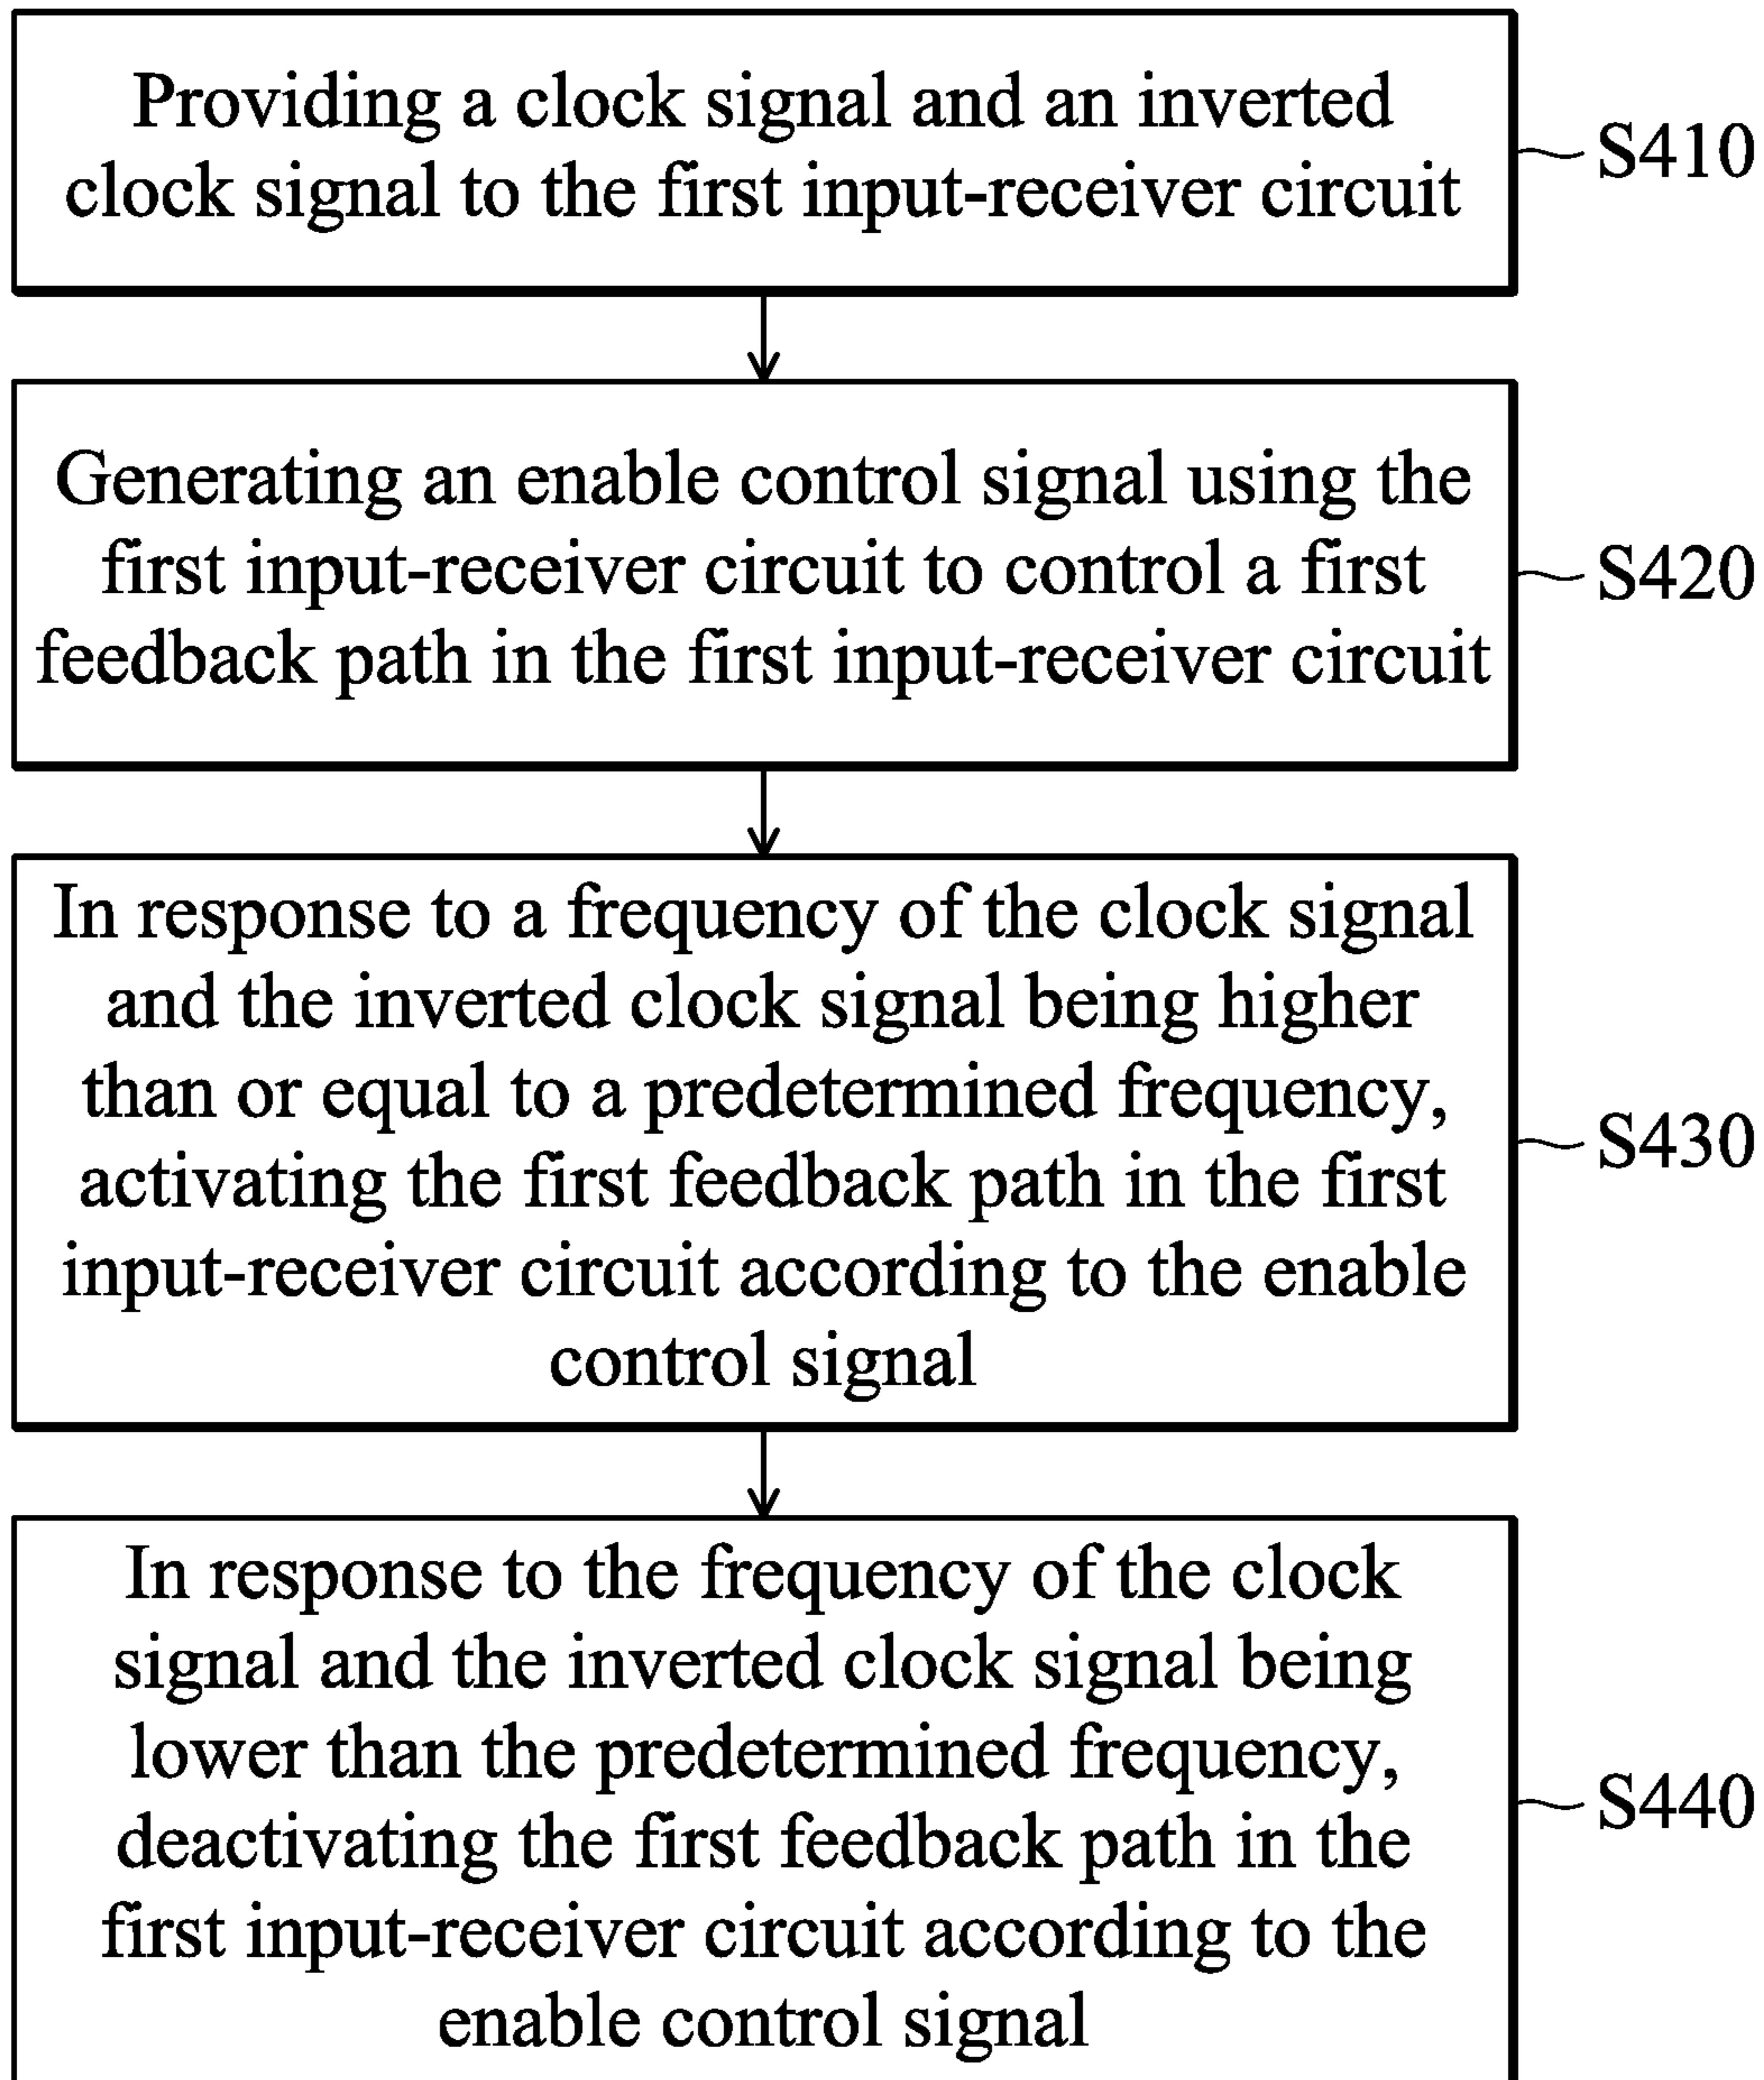 Providing a clock signal and an inverted
clock signal to the first input-receiver circuit
S410
Generating an enable control signal using the
first input-receiver circuit to control a first
feedback path in the first input-receiver circuit
S420
In response to a frequency of the clock signal
and the inverted clock signal being higher
than or equal to a predetermined frequency,
activating the first feedback path in the first
input-receiver circuit according to the enable
control signal
S430
In response to the frequency of the clock
signal and the inverted clock signal being
lower than the predetermined frequency,
deactivating the first feedback path in the
first input-receiver circuit according to the
enable control signal
S440